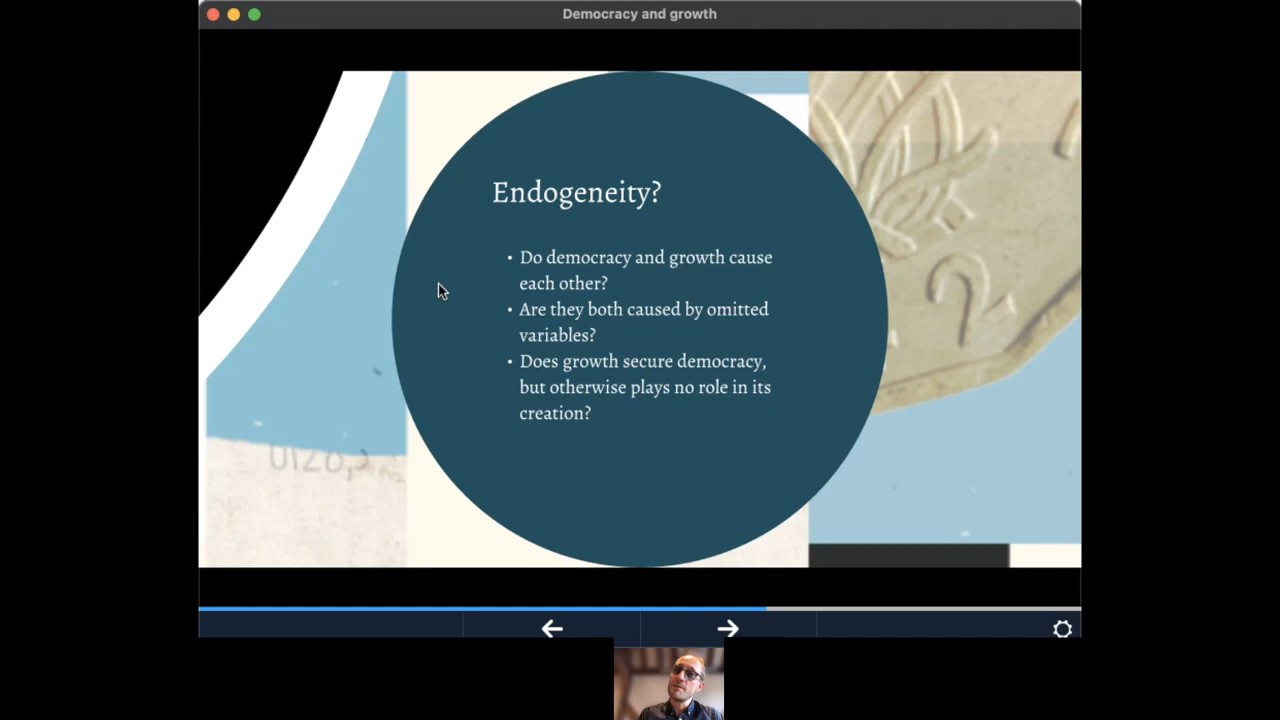 Democracy and growth
Endogeneity?
• Do democracy and growth cause
each other?
• Are they both caused by omitted
variables?
• Does growth secure democracy,
but otherwise plays no role in its
creation?
2